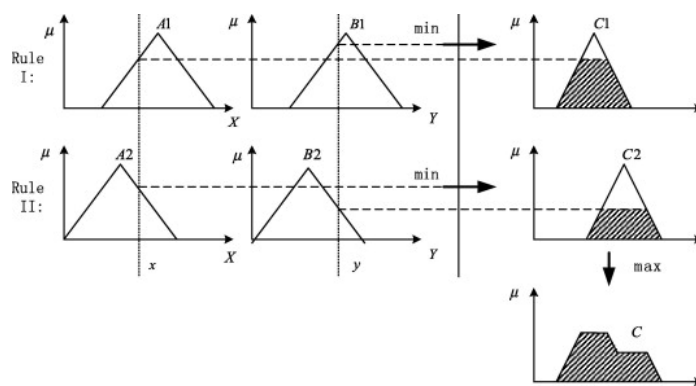 μ A1 μ B1 min μ C1
Rule
I:
X Y
μ A2 μ B2 min μ C2
Rule
II:
x X y Y
max
μ C